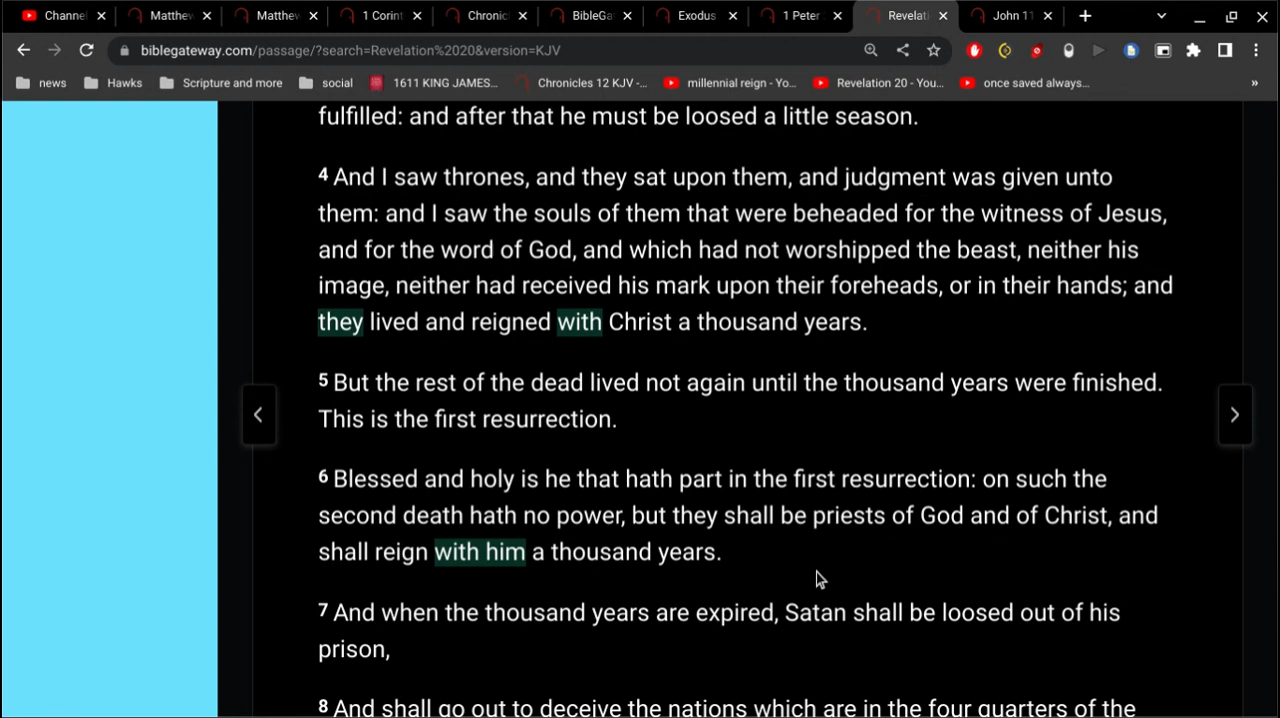 Channel Matthew Matthew 1 Corint Chronic BibleGa Exodus 1 Peter Revelati John 11
biblegateway.com/passage/?search=Revelation%2020&version=KJV
news Hawks Scripture and more social 1611 KING JAMES... Chronicles 12 KJV -... millennial reign - Yo... Revelation 20 - You... once saved always... »
fulfilled: and after that he must be loosed a little season.
4 And I saw thrones, and they sat upon them, and judgment was given unto
them: and I saw the souls of them that were beheaded for the witness of Jesus,
and for the word of God, and which had not worshipped the beast, neither his
image, neither had received his mark upon their foreheads, or in their hands; and
they lived and reigned with Christ a thousand years.
5 But the rest of the dead lived not again until the thousand years were finished.
This is the first resurrection.
6 Blessed and holy is he that hath part in the first resurrection: on such the
second death hath no power, but they shall be priests of God and of Christ, and
shall reign with him a thousand years.
7 And when the thousand years are expired, Satan shall be loosed out of his
prison,
8 And shall go out to deceive the nations which are in the four quarters of the